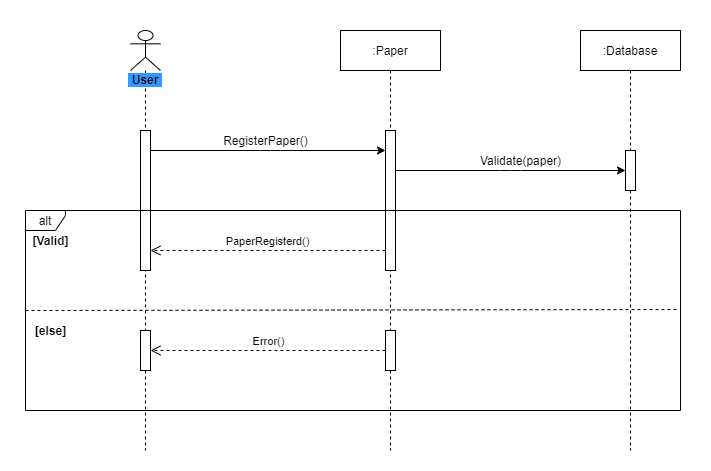 :Paper
:Database
User
RegisterPaper()
Validate(paper)
alt
[Valid]
PaperRegisterd()
[else]
Error()